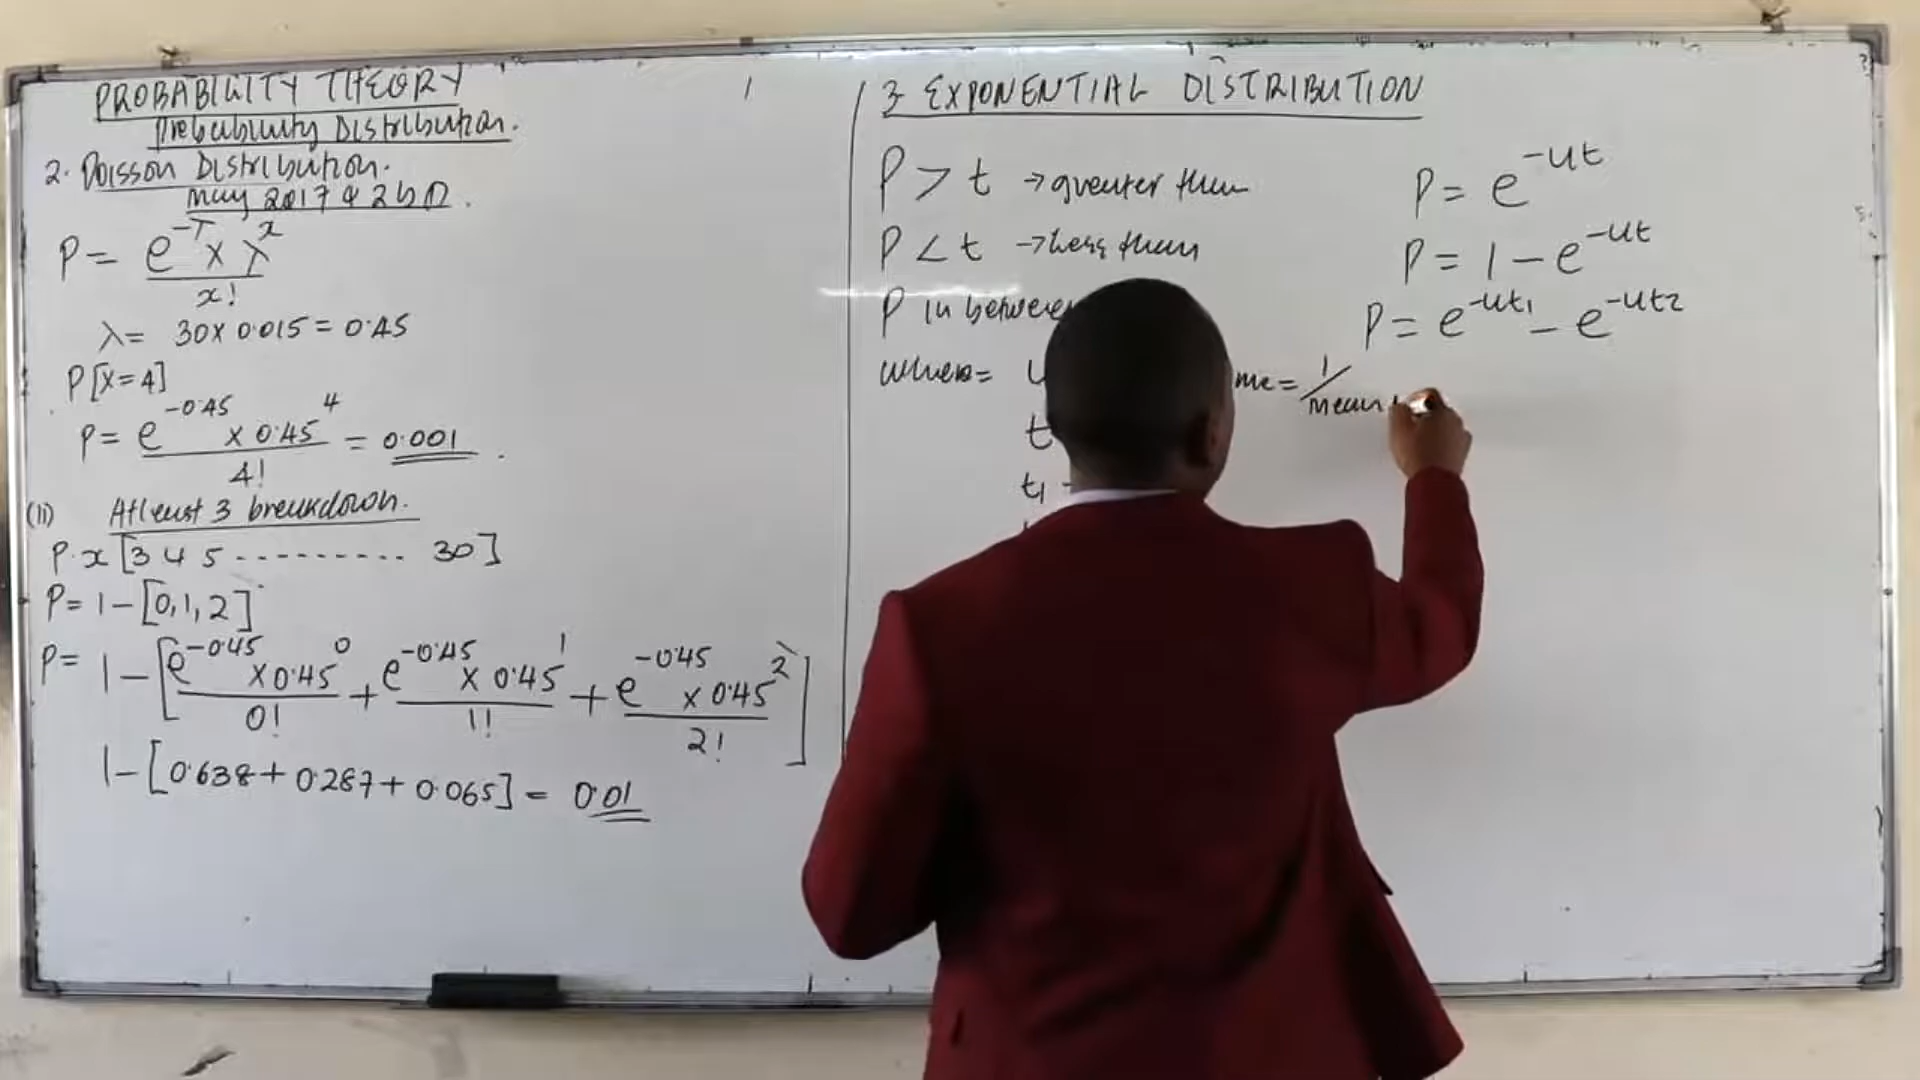 PROBABILITY THEORY
Probability Distribution.
2. Poisson Distribution.
May 2017 Q 2b(i).
P = e^-λ × λ^x
x!
λ = 30 × 0.015 = 0.45
P[X=4]
P = e^-0.45 × 0.45^4 = 0.001
4!
(ii) Atleast 3 breakdown.
P.x [3 4 5 ---------- 30]
P = 1 - [0, 1, 2]
P = 1 - [e^-0.45 × 0.45^0 + e^-0.45 × 0.45^1 + e^-0.45 × 0.45^2]
0! 1! 2!
1 - [0.638 + 0.287 + 0.065] = 0.01
1
3 EXPONENTIAL DISTRIBUTION
P > t → greater than P = e^-ut
P < t → Less than P = 1 - e^-ut
P in between P = e^-ut1 - e^-ut2
Where = u me = 1/mean
t
t1 -